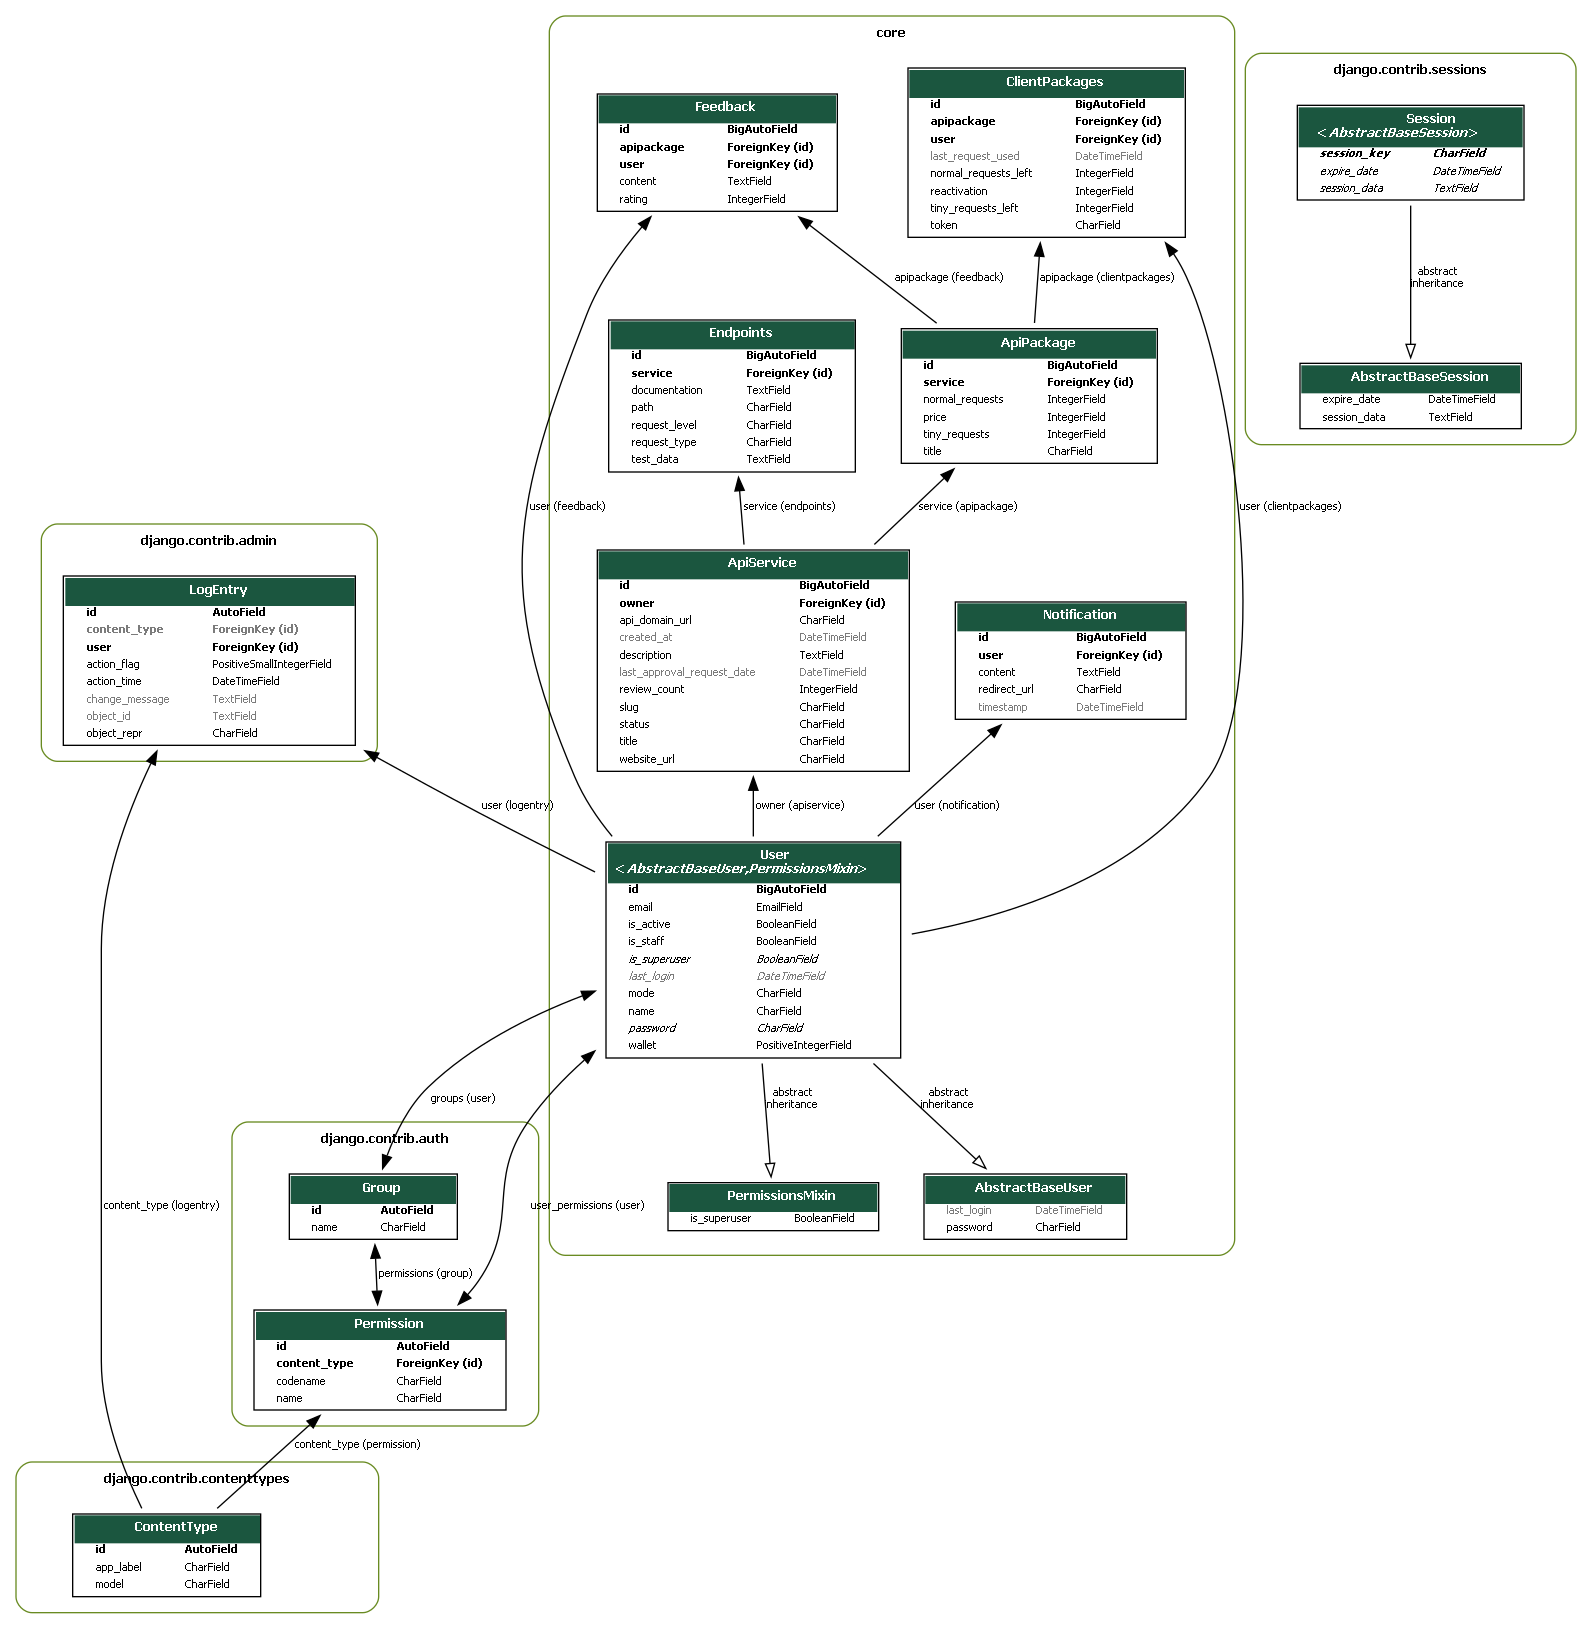 core
Feedback
id BigAutoField
apipackage ForeignKey (id)
user ForeignKey (id)
content TextField
rating IntegerField
ClientPackages
id BigAutoField
apipackage ForeignKey (id)
user ForeignKey (id)
last_request_used DateTimeField
normal_requests_left IntegerField
reactivation IntegerField
tiny_requests_left IntegerField
token CharField
apipackage (feedback)
apipackage (clientpackages)
Endpoints
id BigAutoField
service ForeignKey (id)
documentation TextField
path CharField
request_level CharField
request_type CharField
test_data TextField
ApiPackage
id BigAutoField
service ForeignKey (id)
normal_requests IntegerField
price IntegerField
tiny_requests IntegerField
title CharField
user (feedback)
service (endpoints)
service (apipackage)
user (clientpackages)
ApiService
id BigAutoField
owner ForeignKey (id)
api_domain_url CharField
created_at DateTimeField
description TextField
last_approval_request_date DateTimeField
review_count IntegerField
slug CharField
status CharField
title CharField
website_url CharField
Notification
id BigAutoField
user ForeignKey (id)
content TextField
redirect_url CharField
timestamp DateTimeField
owner (apiservice)
user (notification)
User
<AbstractBaseUser,PermissionsMixin>
id BigAutoField
email EmailField
is_active BooleanField
is_staff BooleanField
is_superuser BooleanField
last_login DateTimeField
mode CharField
name CharField
password CharField
wallet PositiveIntegerField
abstract
inheritance
abstract
inheritance
PermissionsMixin
is_superuser BooleanField
AbstractBaseUser
last_login DateTimeField
password CharField
django.contrib.sessions
Session
<AbstractBaseSession>
session_key CharField
expire_date DateTimeField
session_data TextField
abstract
inheritance
AbstractBaseSession
expire_date DateTimeField
session_data TextField
django.contrib.admin
LogEntry
id AutoField
content_type ForeignKey (id)
user ForeignKey (id)
action_flag PositiveSmallIntegerField
action_time DateTimeField
change_message TextField
object_id TextField
object_repr CharField
user (logentry)
groups (user)
django.contrib.auth
Group
id AutoField
name CharField
content_type (logentry)
user_permissions (user)
permissions (group)
Permission
id AutoField
content_type ForeignKey (id)
codename CharField
name CharField
content_type (permission)
django.contrib.contenttypes
ContentType
id AutoField
app_label CharField
model CharField